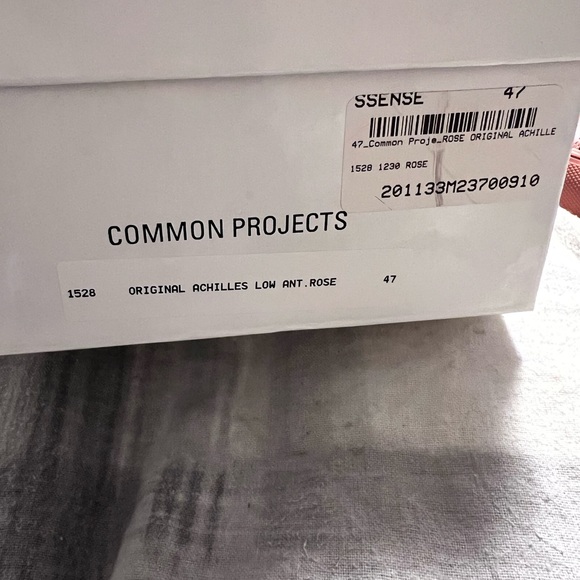 SSENSE 47
47_Common Proje_ROSE ORIGINAL ACHILLE
1528 1230 ROSE
201133M23700910
COMMON PROJECTS
1528 ORIGINAL ACHILLES LOW ANT.ROSE 47